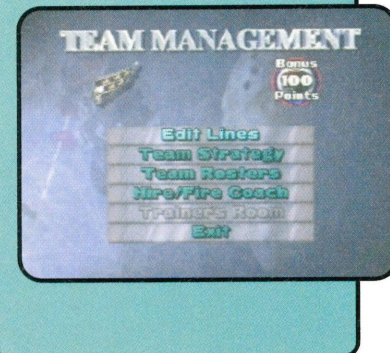 TEAM MANAGEMENT
Bonus
100
Points
Edit Lines
Team Strategy
Team Rosters
Hire/Fire Coach
Trainers Room
Exit